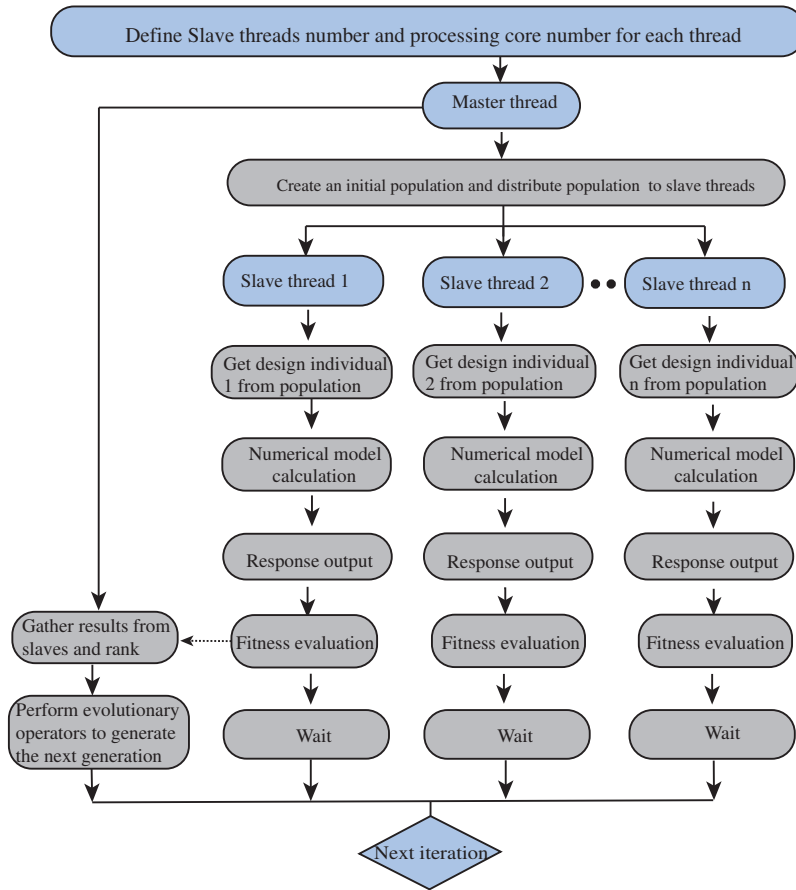 Define Slave threads number and processing core number for each thread
Master thread
Create an initial population and distribute population to slave threads
Slave thread 1
Slave thread 2
Slave thread n
Get design individual
1 from population
Get design individual
2 from population
Get design individual
n from population
Numerical model
calculation
Numerical model
calculation
Numerical model
calculation
Response output
Response output
Response output
Gather results from
slaves and rank
Fitness evaluation
Fitness evaluation
Fitness evaluation
Perform evolutionary
operators to generate
the next generation
Wait
Wait
Wait
Next iteration